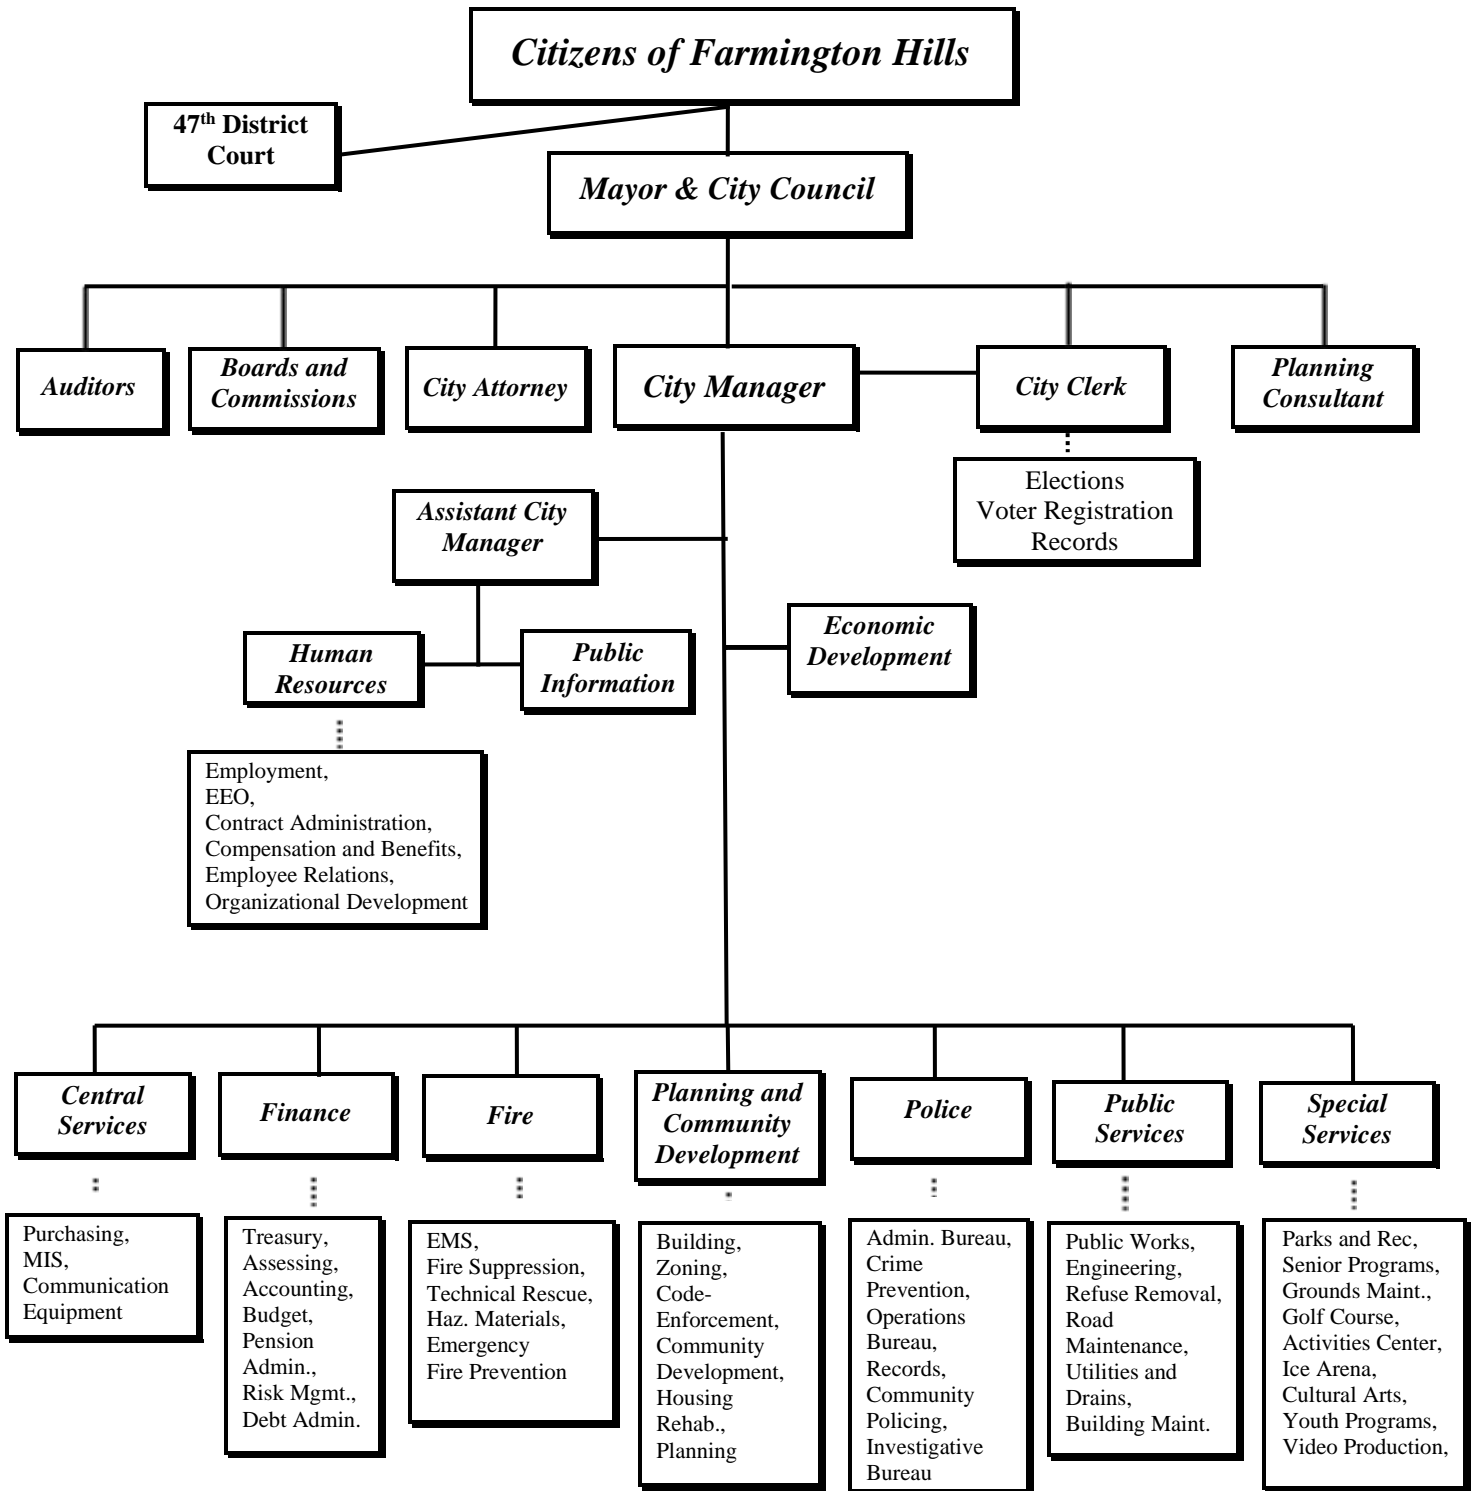 Citizens of Farmington Hills
47th District
Court
Mayor & City Council
Auditors
Boards and
Commissions
City Attorney
City Manager
City Clerk
Planning
Consultant
Elections
Voter Registration
Records
Assistant City
Manager
Human
Resources
Public
Information
Economic
Development
Employment,
EEO,
Contract Administration,
Compensation and Benefits,
Employee Relations,
Organizational Development
Central
Services
Finance
Fire
Planning and
Community
Development
Police
Public
Services
Special
Services
Purchasing,
MIS,
Communication
Equipment
Treasury,
Assessing,
Accounting,
Budget,
Pension
Admin.,
Risk Mgmt.,
Debt Admin.
EMS,
Fire Suppression,
Technical Rescue,
Haz. Materials,
Emergency
Fire Prevention
Building,
Zoning,
Code-
Enforcement,
Community
Development,
Housing
Rehab.,
Planning
Admin. Bureau,
Crime
Prevention,
Operations
Bureau,
Records,
Community
Policing,
Investigative
Bureau
Public Works,
Engineering,
Refuse Removal,
Road
Maintenance,
Utilities and
Drains,
Building Maint.
Parks and Rec,
Senior Programs,
Grounds Maint.,
Golf Course,
Activities Center,
Ice Arena,
Cultural Arts,
Youth Programs,
Video Production,